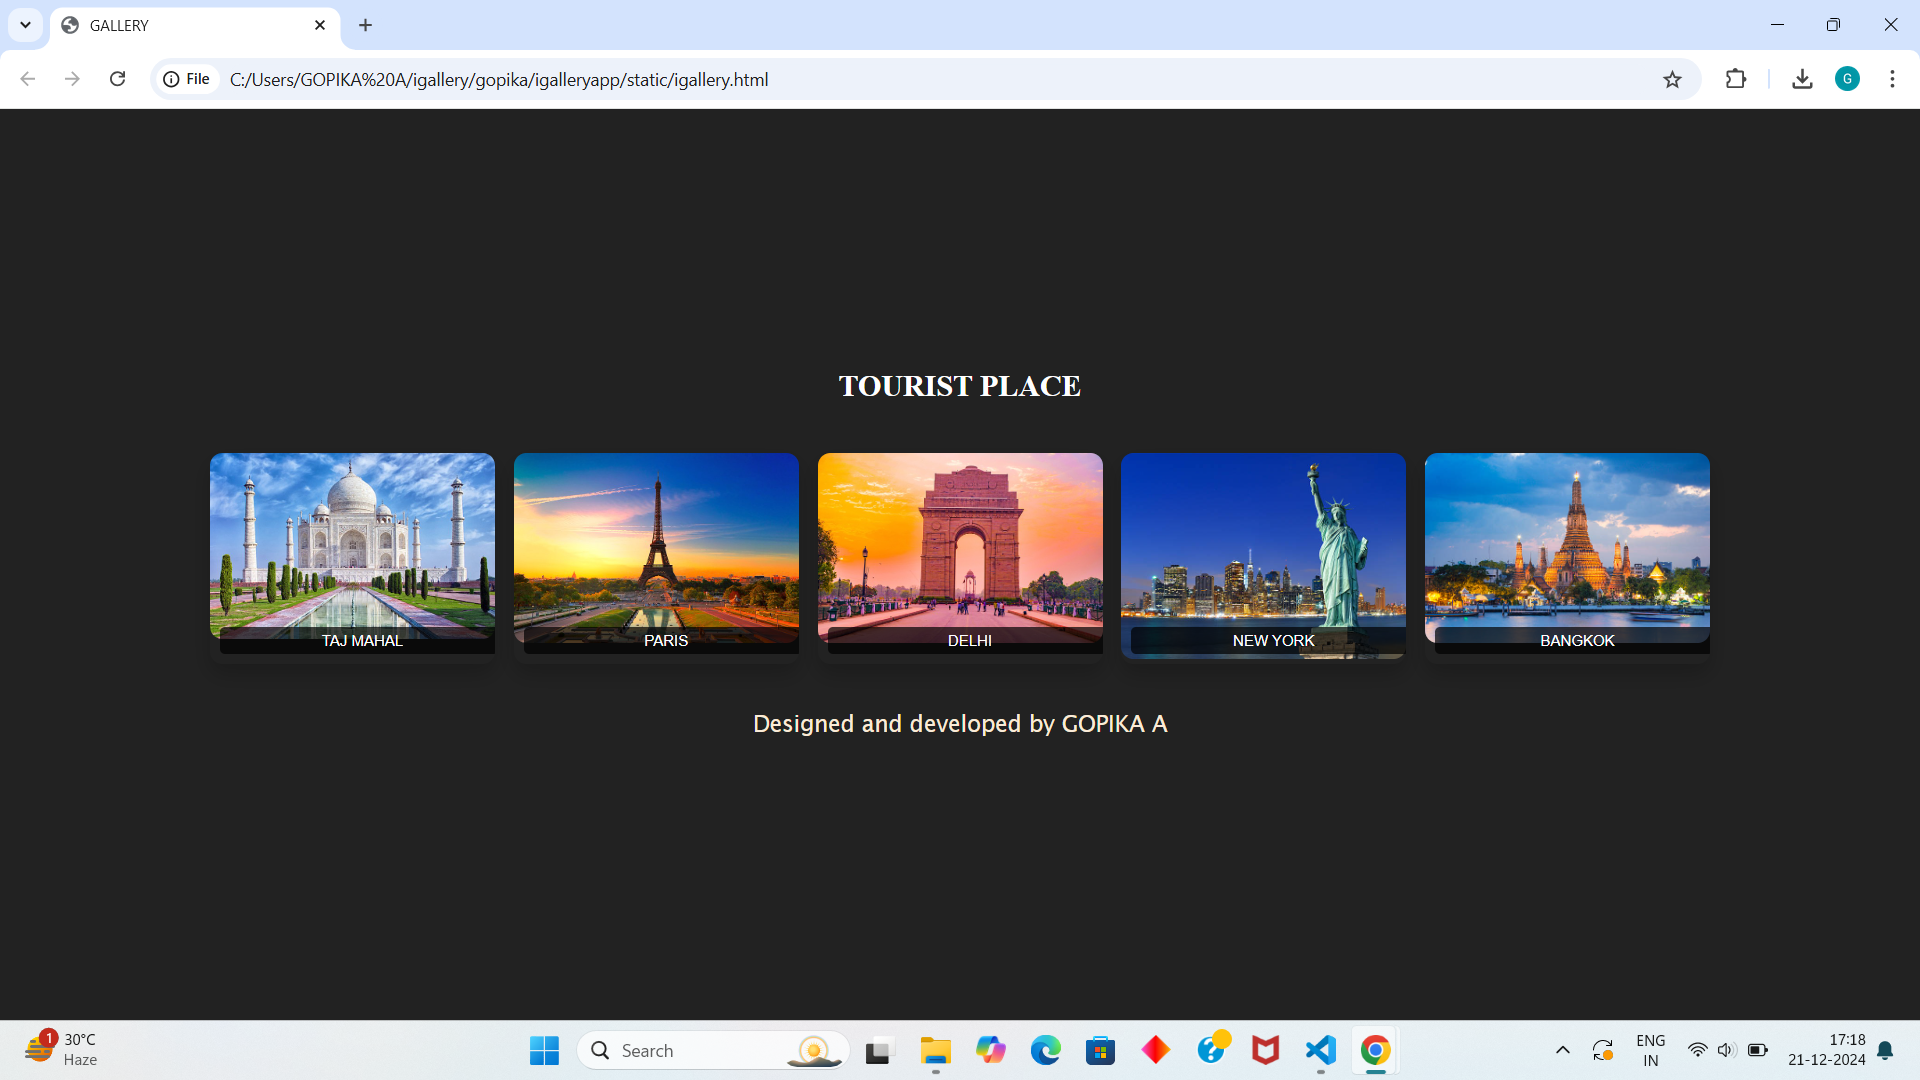 GALLERY
File
C:/Users/GOPIKA%20A/igallery/gopika/igalleryapp/static/igallery.html
G
TOURIST PLACE
TAJ MAHAL
PARIS
DELHI
NEW YORK
BANGKOK
Designed and developed by GOPIKA A
1
30°C
Haze
Search
ENG
IN
17:18
21-12-2024